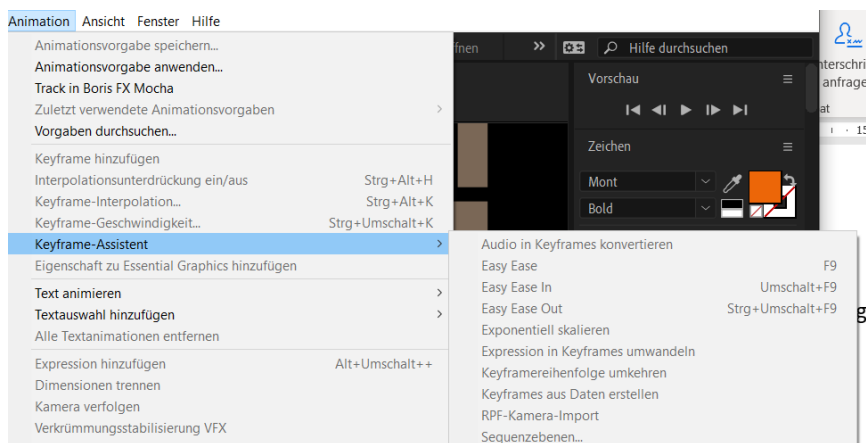 Animation Ansicht Fenster Hilfe
Animationsvorgabe speichern...
Animationsvorgabe anwenden...
Track in Boris FX Mocha
Zuletzt verwendete Animationsvorgaben
Vorgaben durchsuchen...
Keyframe hinzufügen
Interpolationsunterdrückung ein/aus Strg+Alt+H
Keyframe-Interpolation... Strg+Alt+K
Keyframe-Geschwindigkeit... Strg+Umschalt+K
Keyframe-Assistent
Eigenschaft zu Essential Graphics hinzufügen
Text animieren
Textauswahl hinzufügen
Alle Textanimationen entfernen
Expression hinzufügen Alt+Umschalt++
Dimensionen trennen
Kamera verfolgen
Verkrümmungsstabilisierung VFX
Audio in Keyframes konvertieren
Easy Ease F9
Easy Ease In Umschalt+F9
Easy Ease Out Strg+Umschalt+F9
Exponentiell skalieren
Expression in Keyframes umwandeln
Keyframereihenfolge umkehren
Keyframes aus Daten erstellen
RPF-Kamera-Import
Sequenzebenen...
fnen
Hilfe durchsuchen
Vorschau
Zeichen
Mont
Bold
nterschri
anfrage
at
15
g